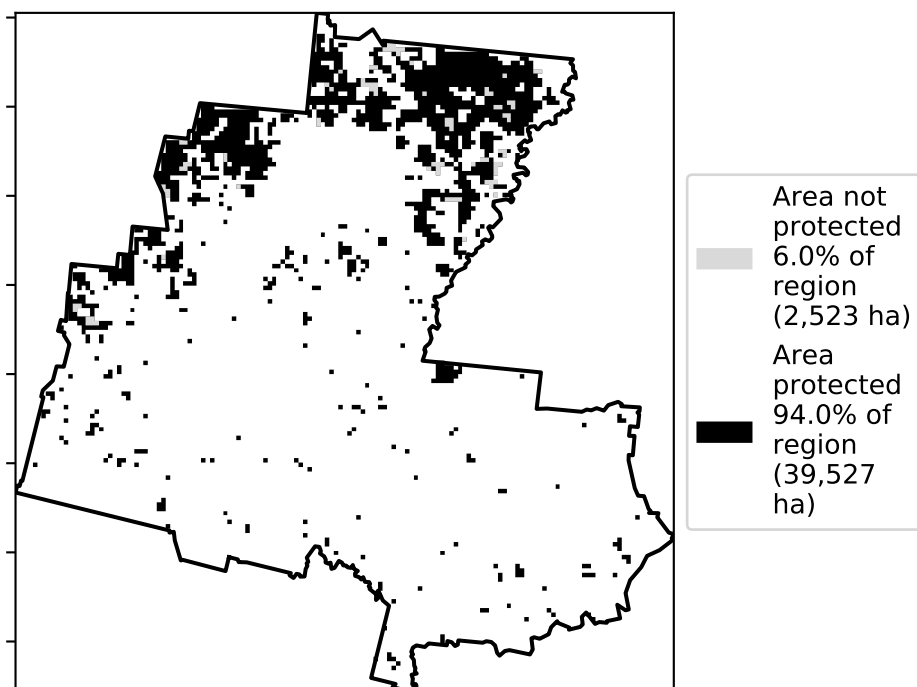 Area not
protected
6.0% of
region
(2,523 ha)
Area
protected
94.0% of
region
(39,527
ha)